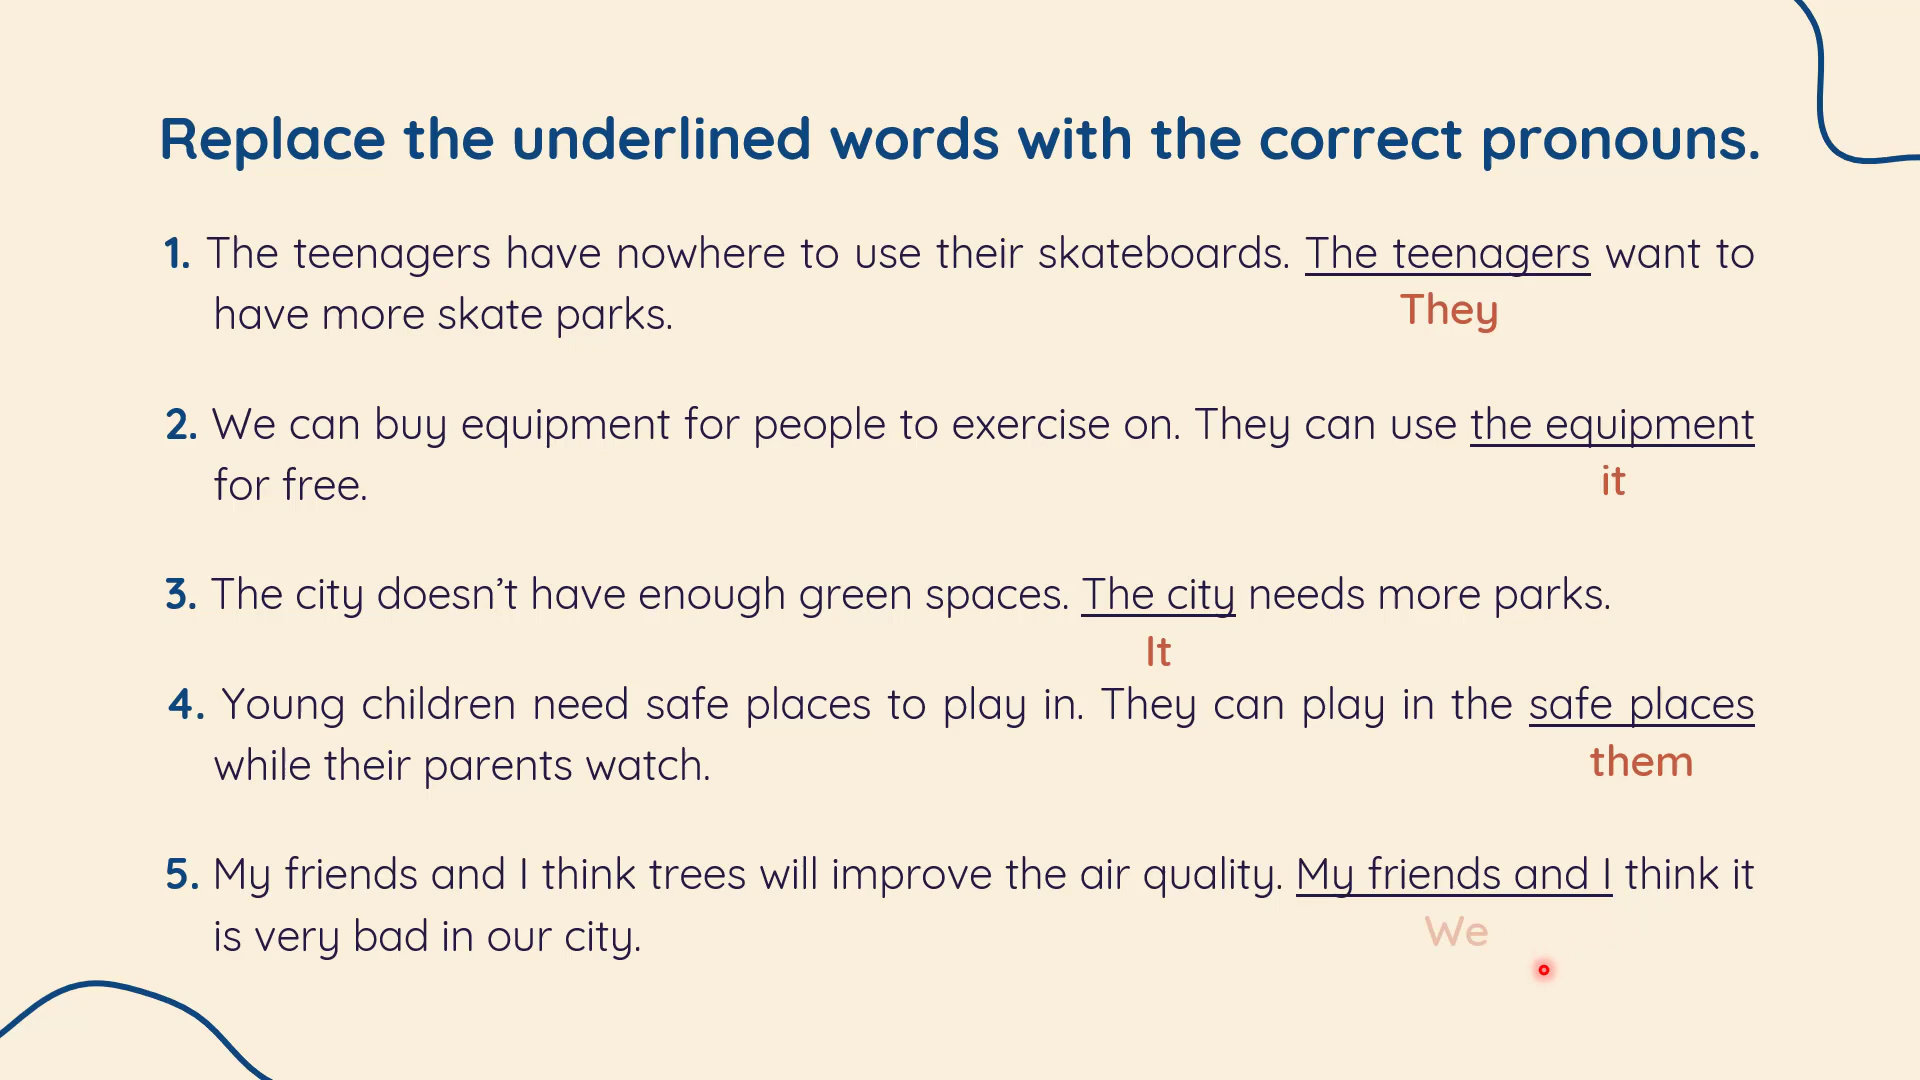 Replace the underlined words with the correct pronouns.
1. The teenagers have nowhere to use their skateboards. The teenagers want to
have more skate parks.
They
2. We can buy equipment for people to exercise on. They can use the equipment
for free.
it
3. The city doesn’t have enough green spaces. The city needs more parks.
It
4. Young children need safe places to play in. They can play in the safe places
while their parents watch.
them
5. My friends and I think trees will improve the air quality. My friends and I think it
is very bad in our city.
We